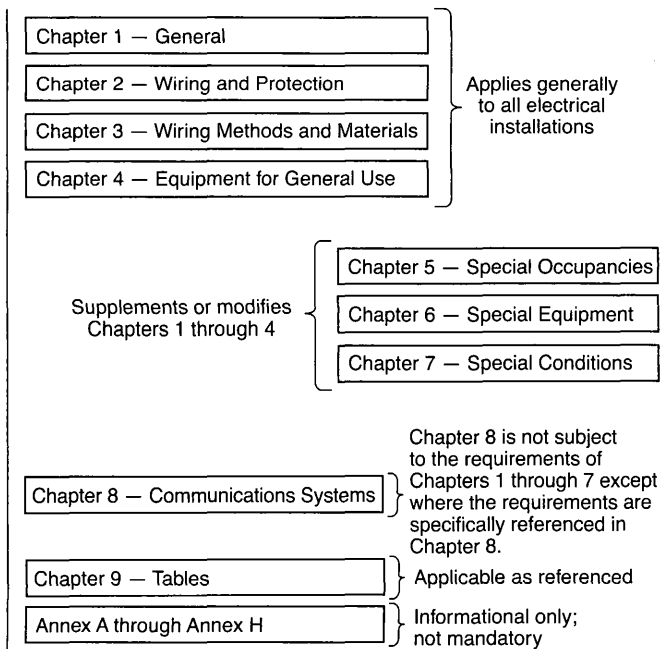 Chapter 1 — General
Chapter 2 — Wiring and Protection
Chapter 3 — Wiring Methods and Materials
Chapter 4 — Equipment for General Use
Applies generally
to all electrical
installations
Supplements or modifies
Chapters 1 through 4
Chapter 5 — Special Occupancies
Chapter 6 — Special Equipment
Chapter 7 — Special Conditions
Chapter 8 — Communications Systems
Chapter 8 is not subject
to the requirements of
Chapters 1 through 7 except
where the requirements are
specifically referenced in
Chapter 8.
Chapter 9 — Tables
Applicable as referenced
Annex A through Annex H
Informational only;
not mandatory